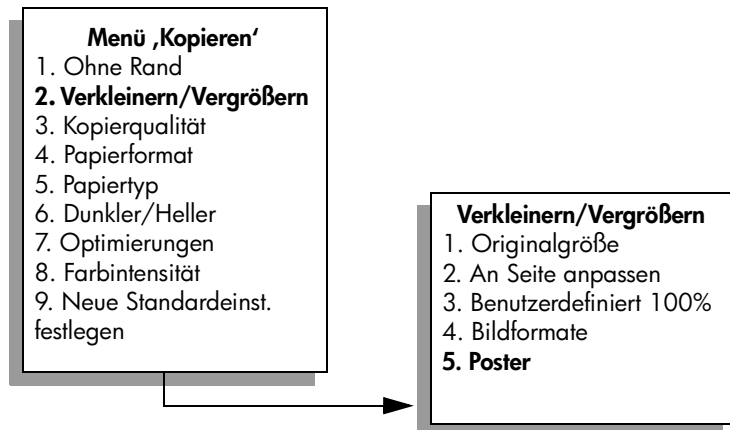 Menü ‚Kopieren‘
1. Ohne Rand
2. Verkleinern/Vergrößern
3. Kopierqualität
4. Papierformat
5. Papiertyp
6. Dunkler/Heller
7. Optimierungen
8. Farbintensität
9. Neue Standardeinst.
festlegen
Verkleinern/Vergrößern
1. Originalgröße
2. An Seite anpassen
3. Benutzerdefiniert 100%
4. Bildformate
5. Poster